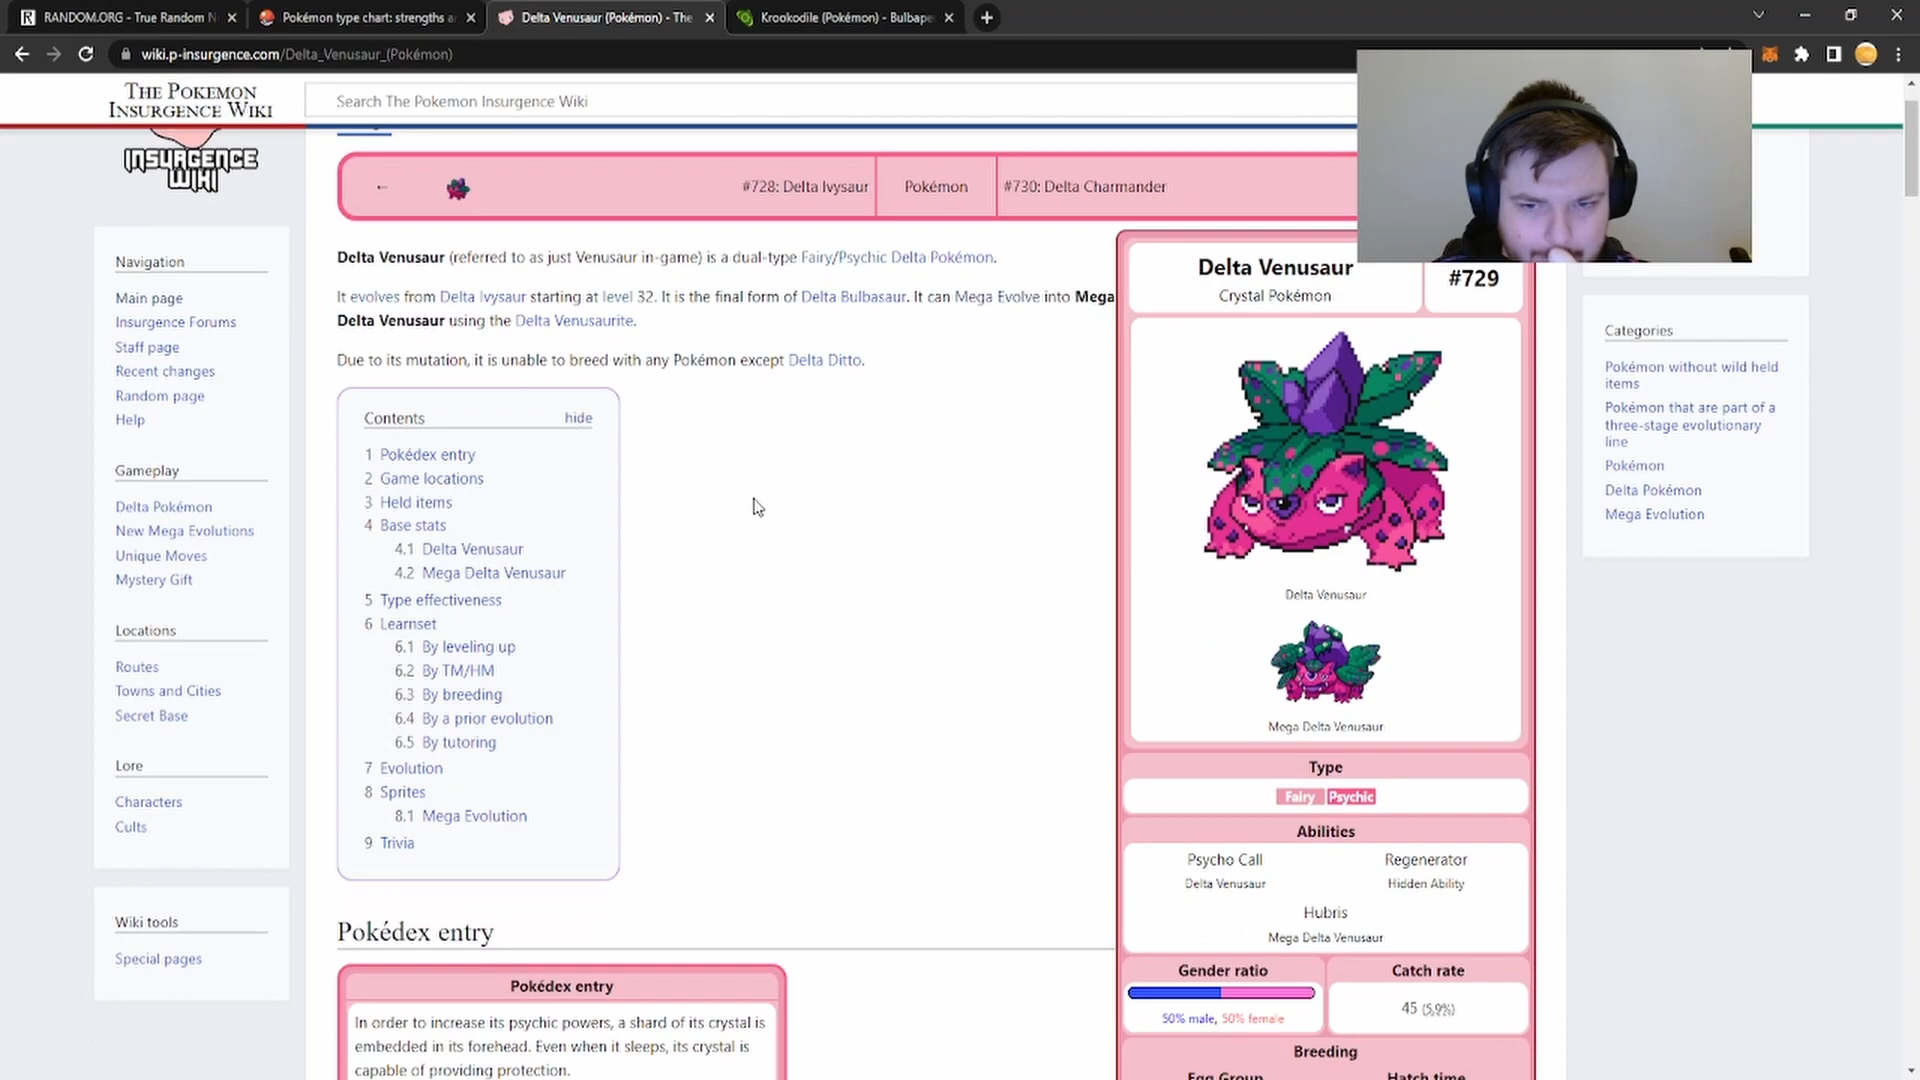 RANDOM.ORG - True Random N
Pokémon type chart: strengths a
Delta Venusaur (Pokémon) - The
Krookodile (Pokémon) - Bulbape
wiki.p-insurgence.com/Delta_Venusaur_(Pokémon)
THE POKEMON
INSURGENCE WIKI
Search The Pokemon Insurgence Wiki
INSURGENCE
WIKI
#728: Delta Ivysaur
Pokémon
#730: Delta Charmander
Navigation
Main page
Insurgence Forums
Staff page
Recent changes
Random page
Help
Gameplay
Delta Pokémon
New Mega Evolutions
Unique Moves
Mystery Gift
Locations
Routes
Towns and Cities
Secret Base
Lore
Characters
Cults
Wiki tools
Special pages
Delta Venusaur (referred to as just Venusaur in-game) is a dual-type Fairy/Psychic Delta Pokémon.
It evolves from Delta Ivysaur starting at level 32. It is the final form of Delta Bulbasaur. It can Mega Evolve into Mega
Delta Venusaur using the Delta Venusaurite.
Due to its mutation, it is unable to breed with any Pokémon except Delta Ditto.
Contents hide
1 Pokédex entry
2 Game locations
3 Held items
4 Base stats
4.1 Delta Venusaur
4.2 Mega Delta Venusaur
5 Type effectiveness
6 Learnset
6.1 By leveling up
6.2 By TM/HM
6.3 By breeding
6.4 By a prior evolution
6.5 By tutoring
7 Evolution
8 Sprites
8.1 Mega Evolution
9 Trivia
Pokédex entry
Pokédex entry
In order to increase its psychic powers, a shard of its crystal is
embedded in its forehead. Even when it sleeps, its crystal is
capable of providing protection.
Delta Venusaur
Crystal Pokémon
#729
Delta Venusaur
Mega Delta Venusaur
Type
Fairy Psychic
Abilities
Psycho Call
Delta Venusaur
Regenerator
Hidden Ability
Hubris
Mega Delta Venusaur
Gender ratio
50% male, 50% female
Catch rate
45 (5.9%)
Breeding
Egg Group
Hatch time
Categories
Pokémon without wild held
items
Pokémon that are part of a
three-stage evolutionary
line
Pokémon
Delta Pokémon
Mega Evolution